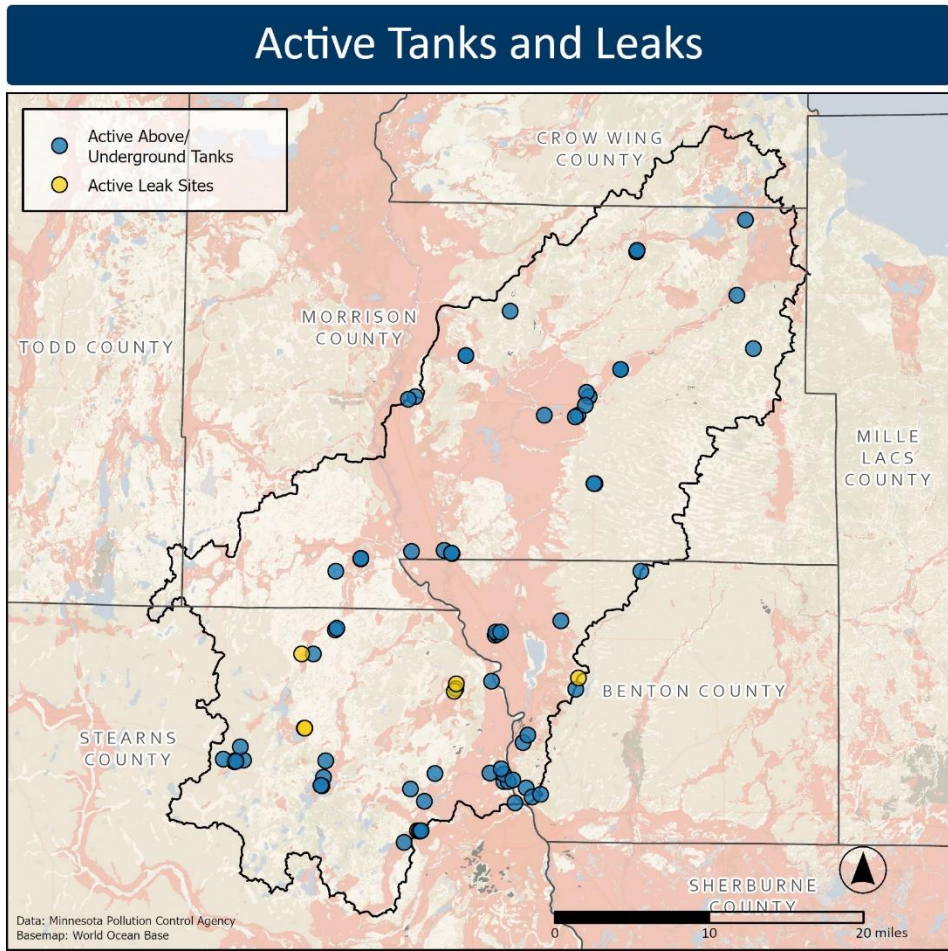 Active Tanks and Leaks
Active Above/
Underground Tanks
Active Leak Sites
CROW WING
COUNTY
MORRISON
COUNTY
TODD COUNTY
MILLE
LACS
COUNTY
BENTON COUNTY
STEARNS
COUNTY
SHERBURNE
COUNTY
Data: Minnesota Pollution Control Agency
Basemap: World Ocean Base
0 10 20 miles